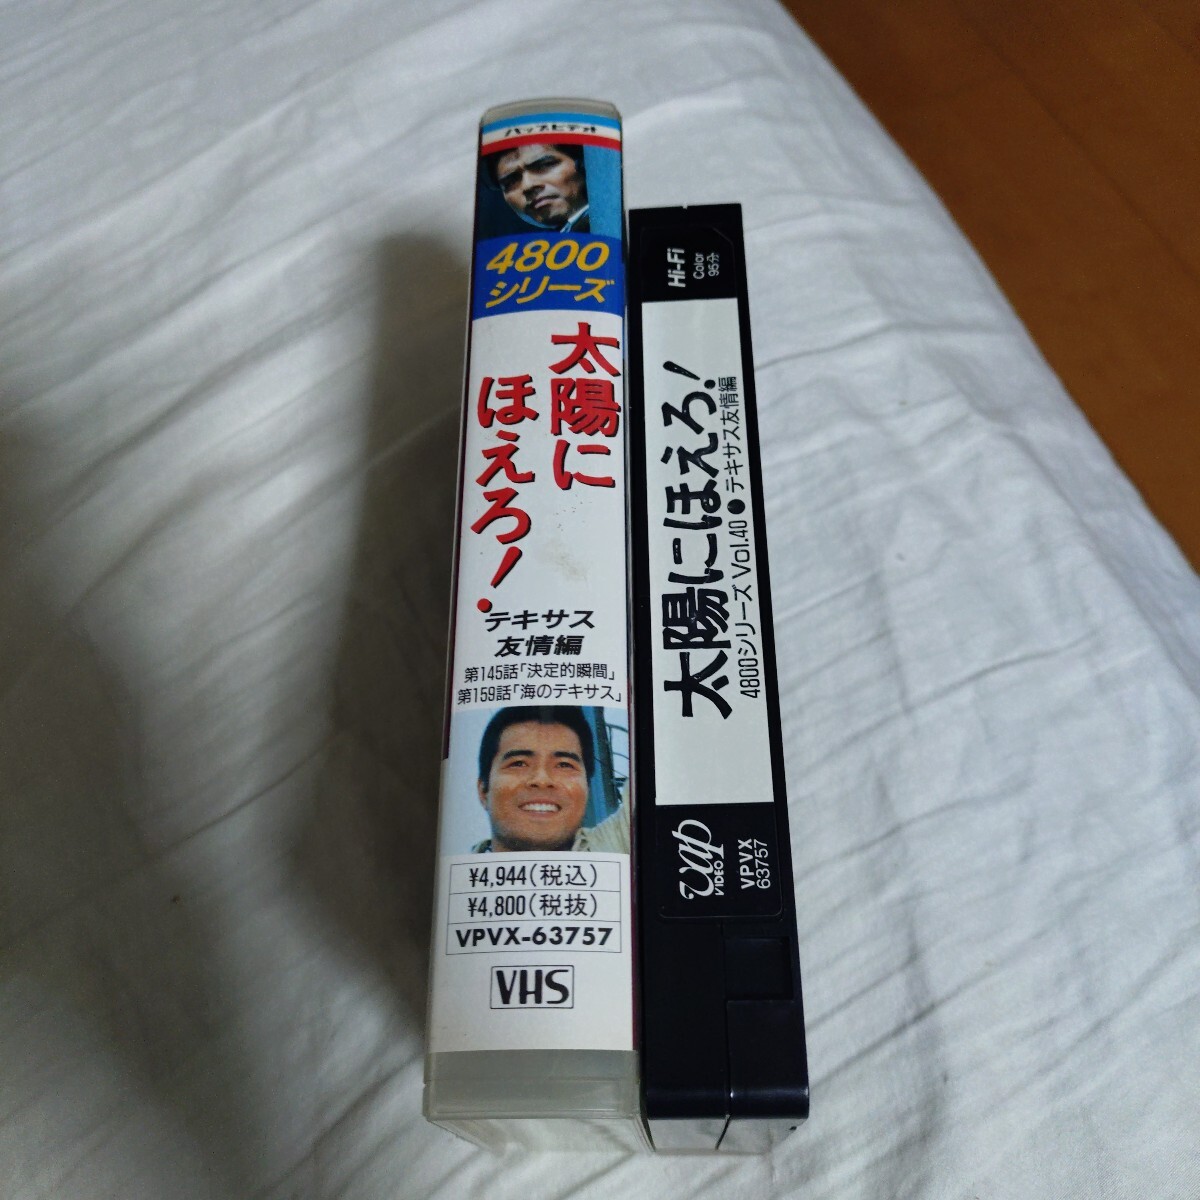 バップビデオ
4800
シリーズ
太陽に
ほえろ!
テキサス
友情編
第145話「決定的瞬間」
第159話「海のテキサス」
¥4,944(税込)
¥4,800(税抜)
VPVX-63757
VHS
Hi-Fi
Color
95分
太陽にほえろ!
4800シリーズ Vol.40 ● テキサス友情編
vap
VIDEO
VPVX
63757